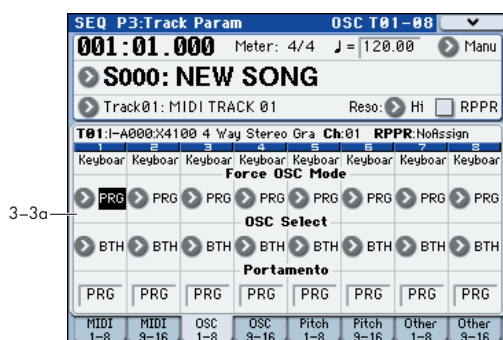 SEQ P3:Track Param OSC T01-08
001:01.000 Meter: 4/4 ♩= 120.00 Manu
S000: NEW SONG
Track01: MIDI TRACK 01 Reso: Hi RPPR
T01:I-A000:X4100 4 Way Stereo Gra Ch:01 RPPR:NoAssign
1 2 3 4 5 6 7 8
Keyboar Keyboar Keyboar Keyboar Keyboar Keyboar Keyboar Keyboar
Force OSC Mode
3–3a PRG PRG PRG PRG PRG PRG PRG PRG
OSC Select
BTH BTH BTH BTH BTH BTH BTH BTH
Portamento
PRG PRG PRG PRG PRG PRG PRG PRG
MIDI MIDI OSC OSC Pitch Pitch Other Other
1-8 9-16 1-8 9-16 1-8 9-16 1-8 9-16